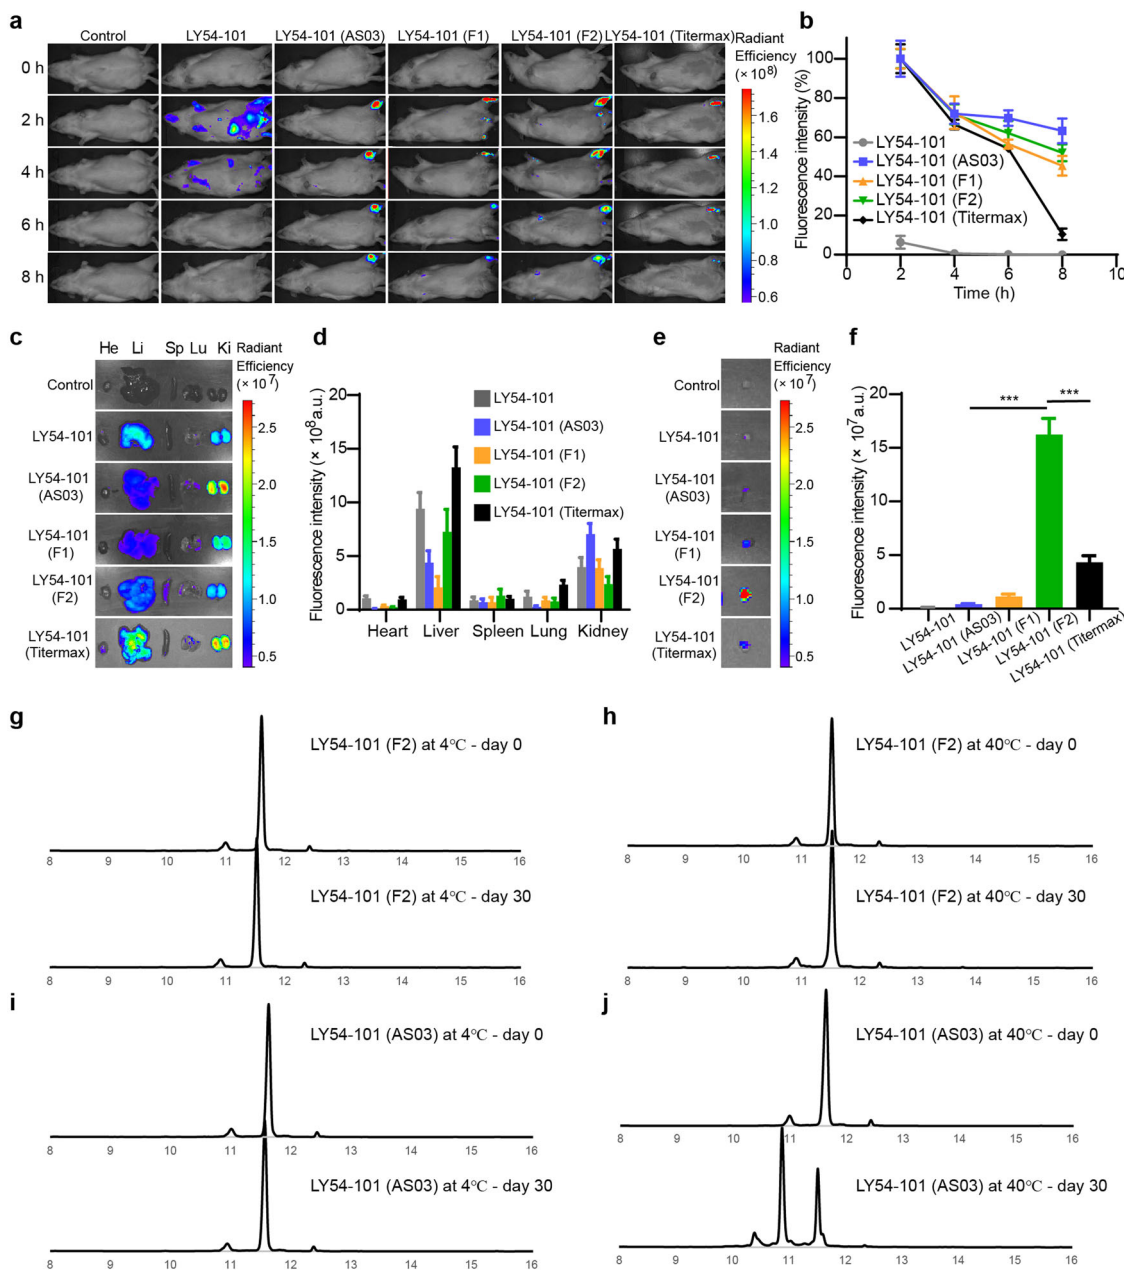 a
Control
LY54-101
LY54-101 (AS03)
LY54-101 (F1)
LY54-101 (F2)
LY54-101 (Titermax)
Radiant
Efficiency
(× 10⁸)
0 h
2 h
4 h
6 h
8 h
1.6
1.4
1.2
1.0
0.8
0.6
b
Fluorescence intensity (%)
100
80
60
40
20
0
LY54-101
LY54-101 (AS03)
LY54-101 (F1)
LY54-101 (F2)
LY54-101 (Titermax)
0 2 4 6 8 10
Time (h)
c
He Li Sp Lu Ki
Radiant
Efficiency
(× 10⁷)
Control
LY54-101
LY54-101
(AS03)
LY54-101
(F1)
LY54-101
(F2)
LY54-101
(Titermax)
2.5
2.0
1.5
1.0
0.5
d
Fluorescence intensity (× 10⁸a.u.)
20
15
10
5
0
LY54-101
LY54-101 (AS03)
LY54-101 (F1)
LY54-101 (F2)
LY54-101 (Titermax)
Heart Liver Spleen Lung Kidney
e
Radiant
Efficiency
(× 10⁷)
Control
LY54-101
LY54-101
(AS03)
LY54-101
(F1)
LY54-101
(F2)
LY54-101
(Titermax)
2.5
2.0
1.5
1.0
0.5
f
Fluorescence intensity (× 10⁷a.u.)
20
15
10
5
0
*** ***
LY54-101
LY54-101 (AS03)
LY54-101 (F1)
LY54-101 (F2)
LY54-101 (Titermax)
g
LY54-101 (F2) at 4℃ - day 0
8 9 10 11 12 13 14 15 16
LY54-101 (F2) at 4℃ - day 30
8 9 10 11 12 13 14 15 16
h
LY54-101 (F2) at 40℃ - day 0
8 9 10 11 12 13 14 15 16
LY54-101 (F2) at 40℃ - day 30
8 9 10 11 12 13 14 15 16
i
LY54-101 (AS03) at 4℃ - day 0
8 9 10 11 12 13 14 15 16
LY54-101 (AS03) at 4℃ - day 30
8 9 10 11 12 13 14 15 16
j
LY54-101 (AS03) at 40℃ - day 0
8 9 10 11 12 13 14 15 16
LY54-101 (AS03) at 40℃ - day 30
8 9 10 11 12 13 14 15 16